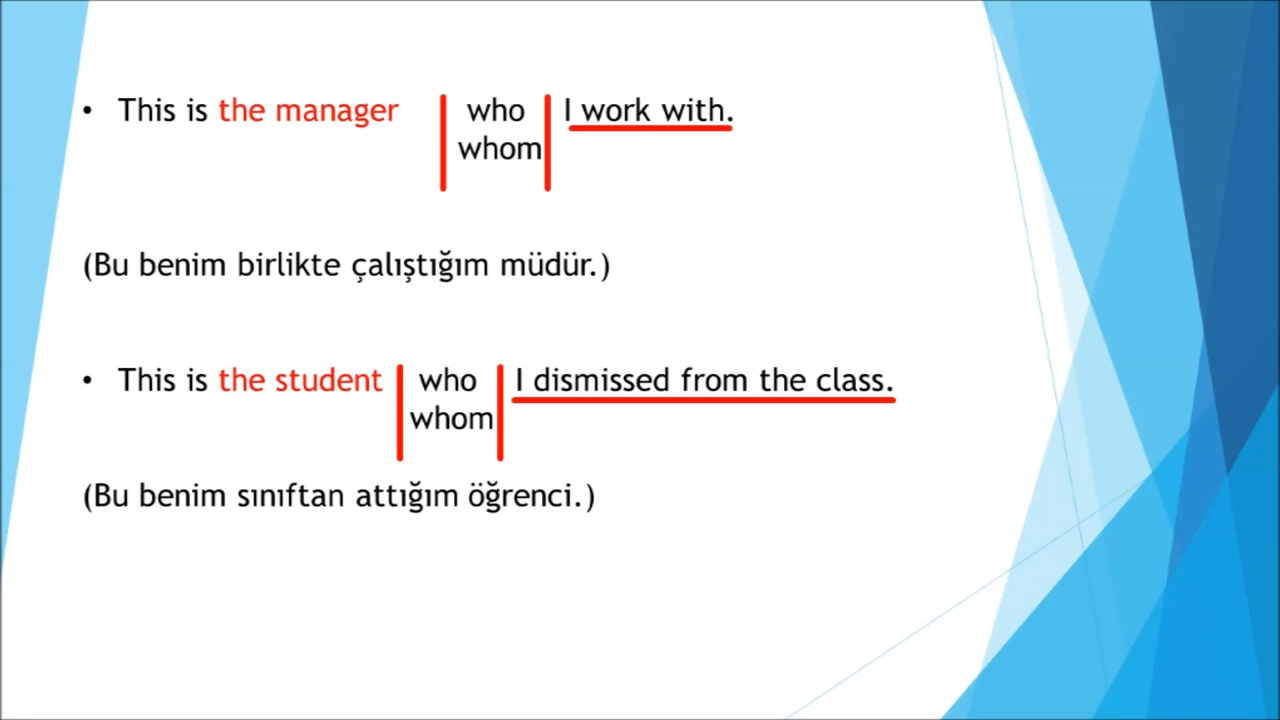 • This is the manager who I work with.
whom
(Bu benim birlikte çalıştığım müdür.)
• This is the student who I dismissed from the class.
whom
(Bu benim sınıftan attığım öğrenci.)